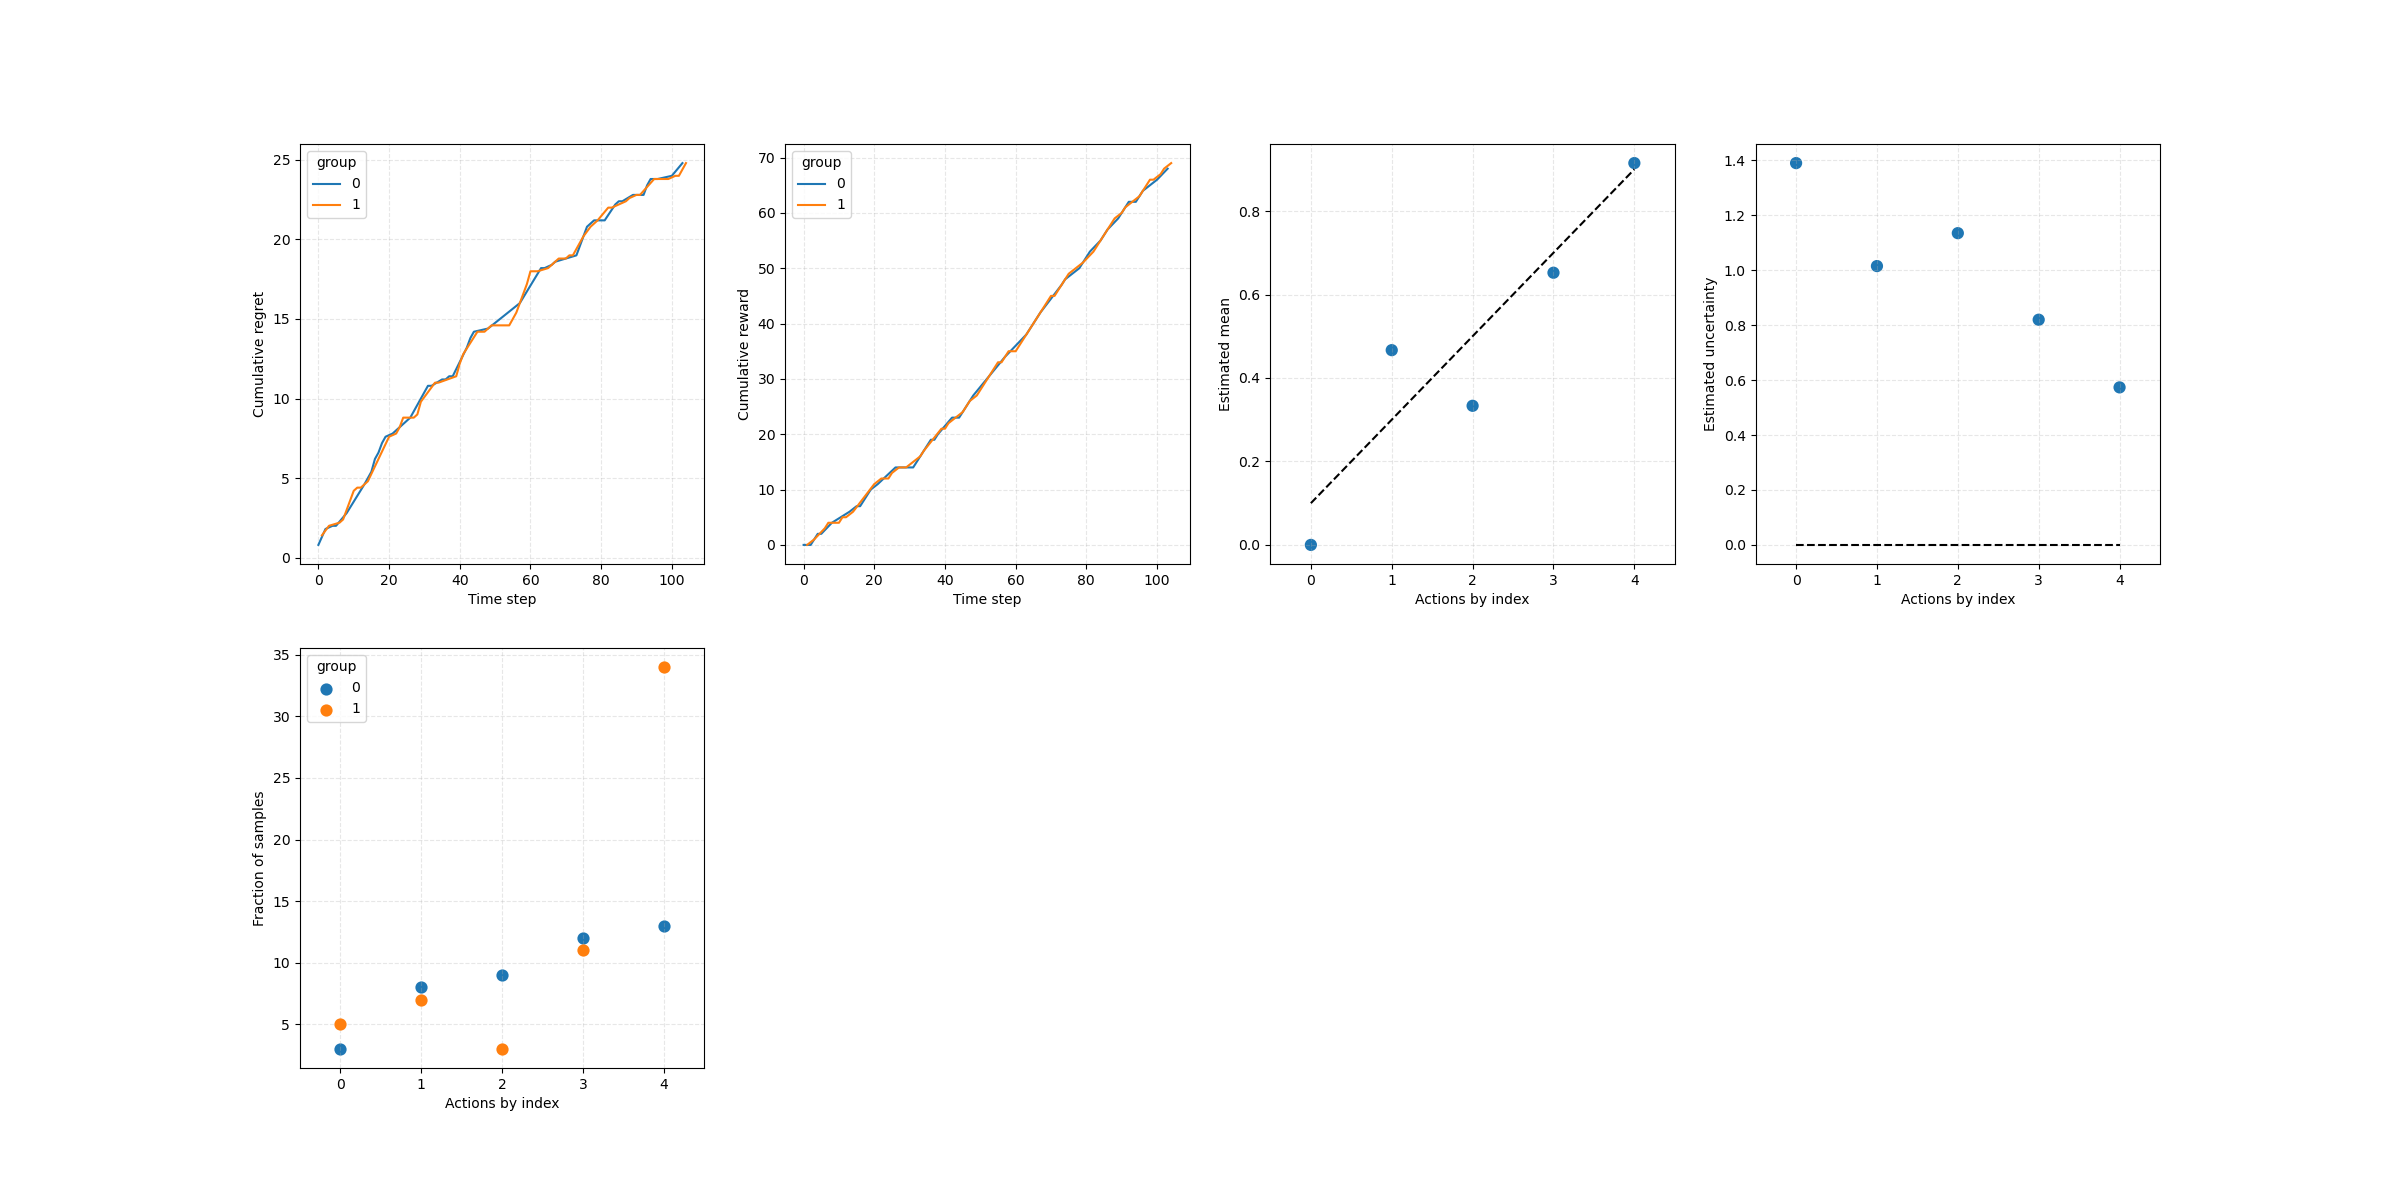 group
0
1
25
20
15
10
5
0
Cumulative regret
0 20 40 60 80 100
Time step
group
0
1
70
60
50
40
30
20
10
0
Cumulative reward
0 20 40 60 80 100
Time step
0.8
0.6
0.4
0.2
0.0
Estimated mean
0 1 2 3 4
Actions by index
1.4
1.2
1.0
0.8
0.6
0.4
0.2
0.0
Estimated uncertainty
0 1 2 3 4
Actions by index
group
0
1
35
30
25
20
15
10
5
Fraction of samples
0 1 2 3 4
Actions by index